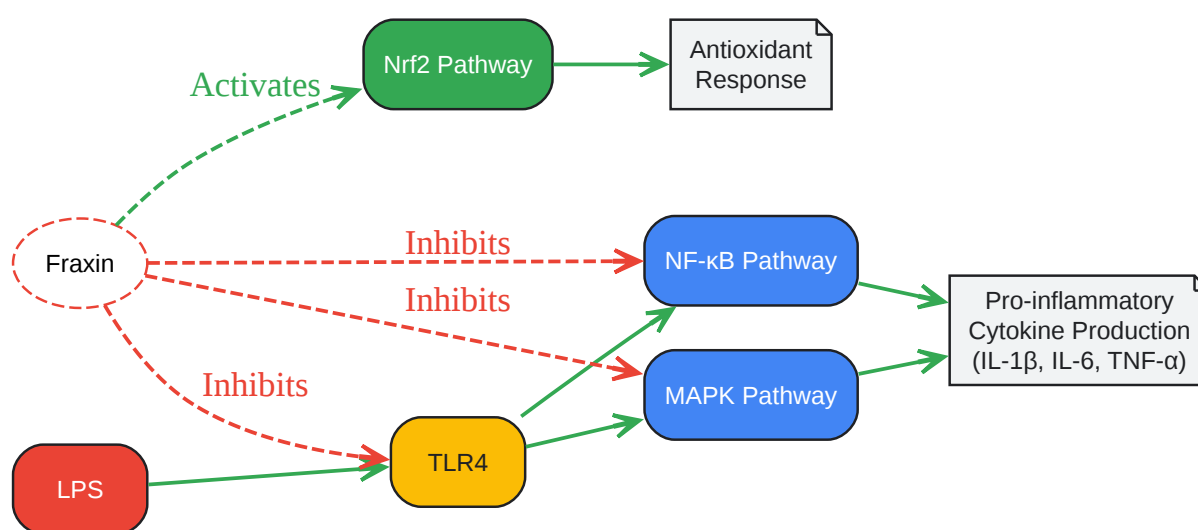 Nrf2 Pathway
Antioxidant
Response
Activates
Fraxin
Inhibits
NF-κB Pathway
Inhibits
Pro-inflammatory
Cytokine Production
(IL-1β, IL-6, TNF-α)
Inhibits
MAPK Pathway
TLR4
LPS